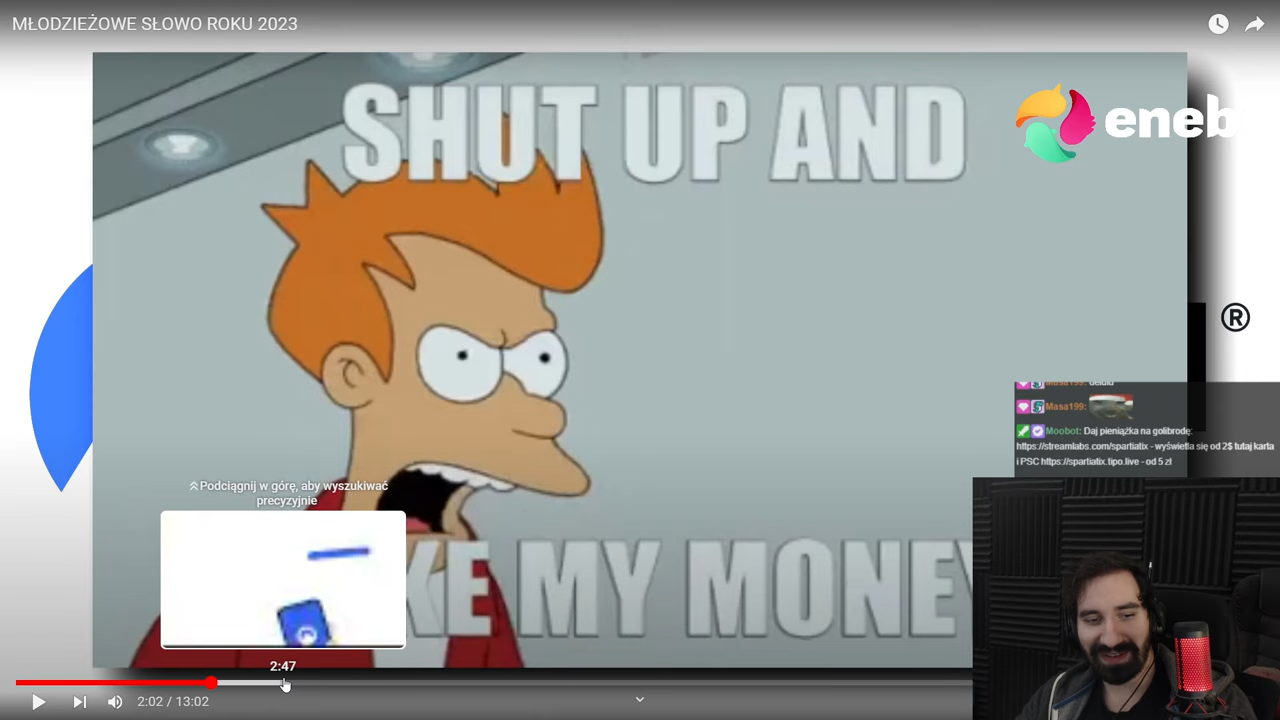 MŁODZIEŻOWE SŁOWO ROKU 2023
SHUT UP AND
eneb
®
Masa199:
Masa199:
Moobot: Daj pieniążka na golibrodę:
https://streamlabs.com/spartiatix - wyświetla się od 2$ tutaj karta
i PSC https://spartiatix.tipo.live - od 5 zł
Podciągnij w górę, aby wyszukiwać
precyzyjnie
KE MY MONEY
2:47
2:02 / 13:02